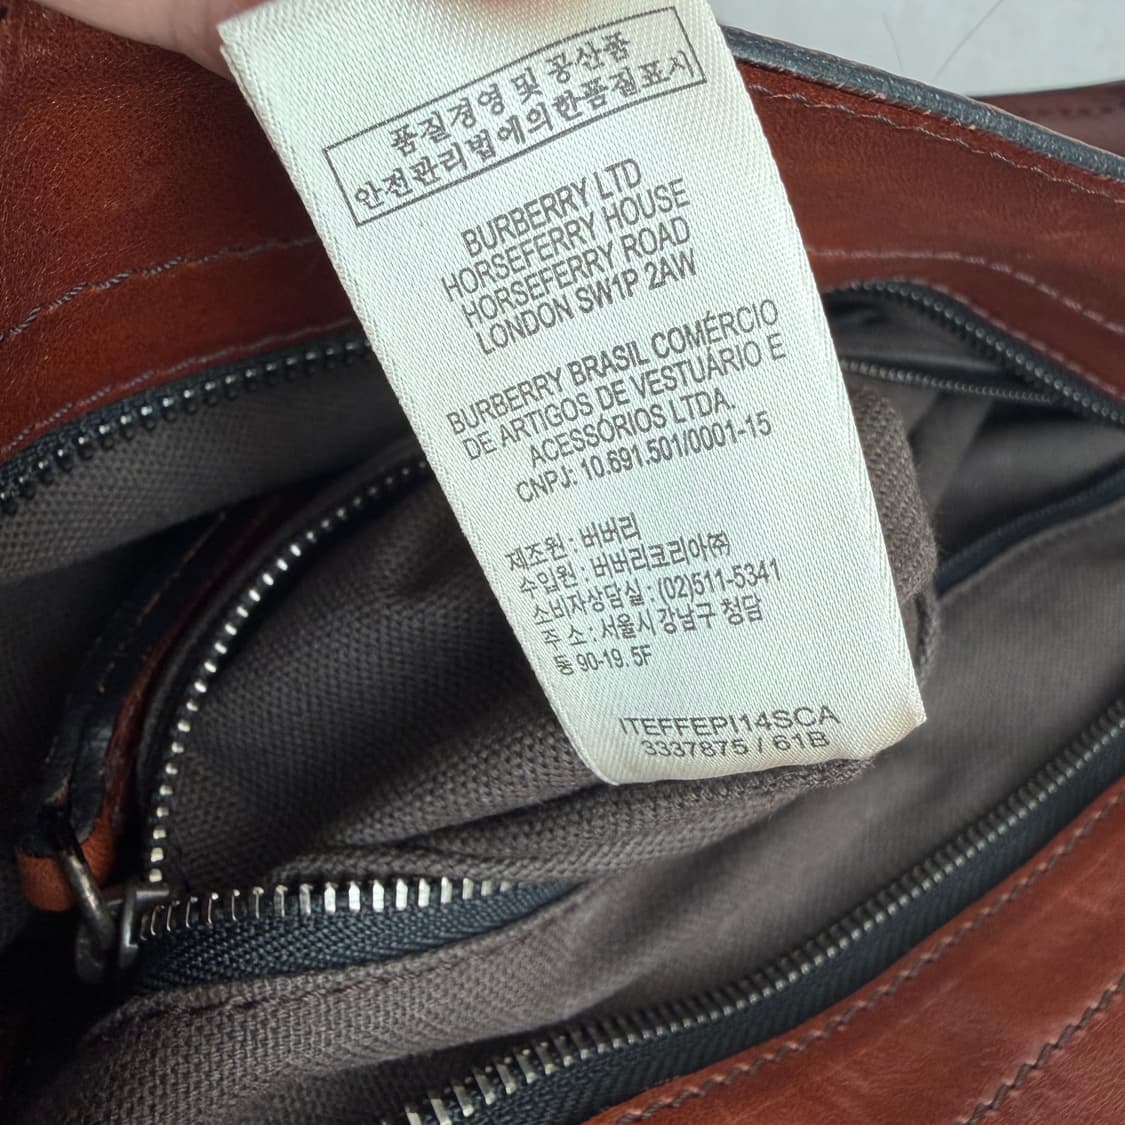 품질경영 및 공산품
안전관리법에의한품질표시
BURBERRY LTD
HORSEFERRY HOUSE
HORSEFERRY ROAD
LONDON SW1P 2AW
BURBERRY BRASIL COMÉRCIO
DE ARTIGOS DE VESTUÁRIO E
ACESSÓRIOS LTDA.
CNPJ: 10.691.501/0001-15
제조원 : 버버리
수입원 : 버버리코리아㈜
소비자상담실 : (02)511-5341
주 소 : 서울시 강남구 청담
동 90-19. 5F
ITEFFEPI14SCA
3337875 / 61B